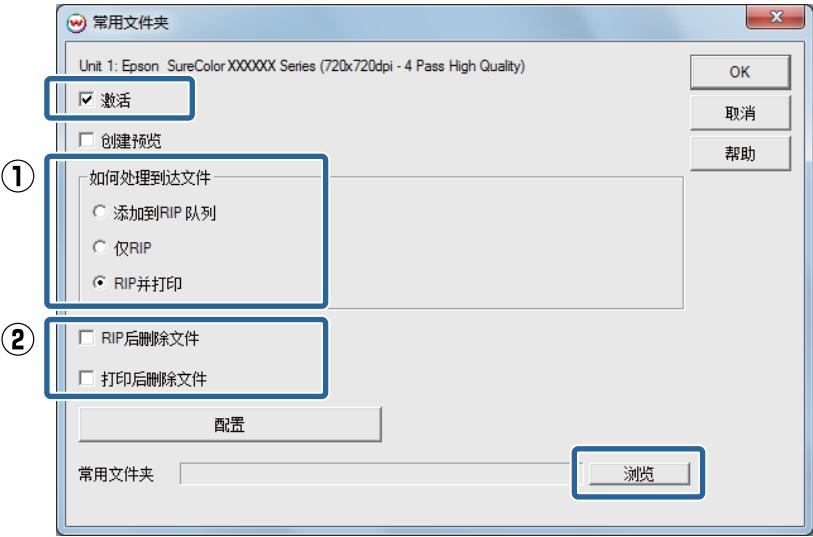 常用文件夹
Unit 1: Epson SureColor XXXXXX Series (720x720dpi - 4 Pass High Quality)
OK
激活
取消
创建预览
帮助
①
如何处理到达文件
添加到RIP 队列
仅RIP
RIP并打印
②
RIP后删除文件
打印后删除文件
配置
常用文件夹
浏览